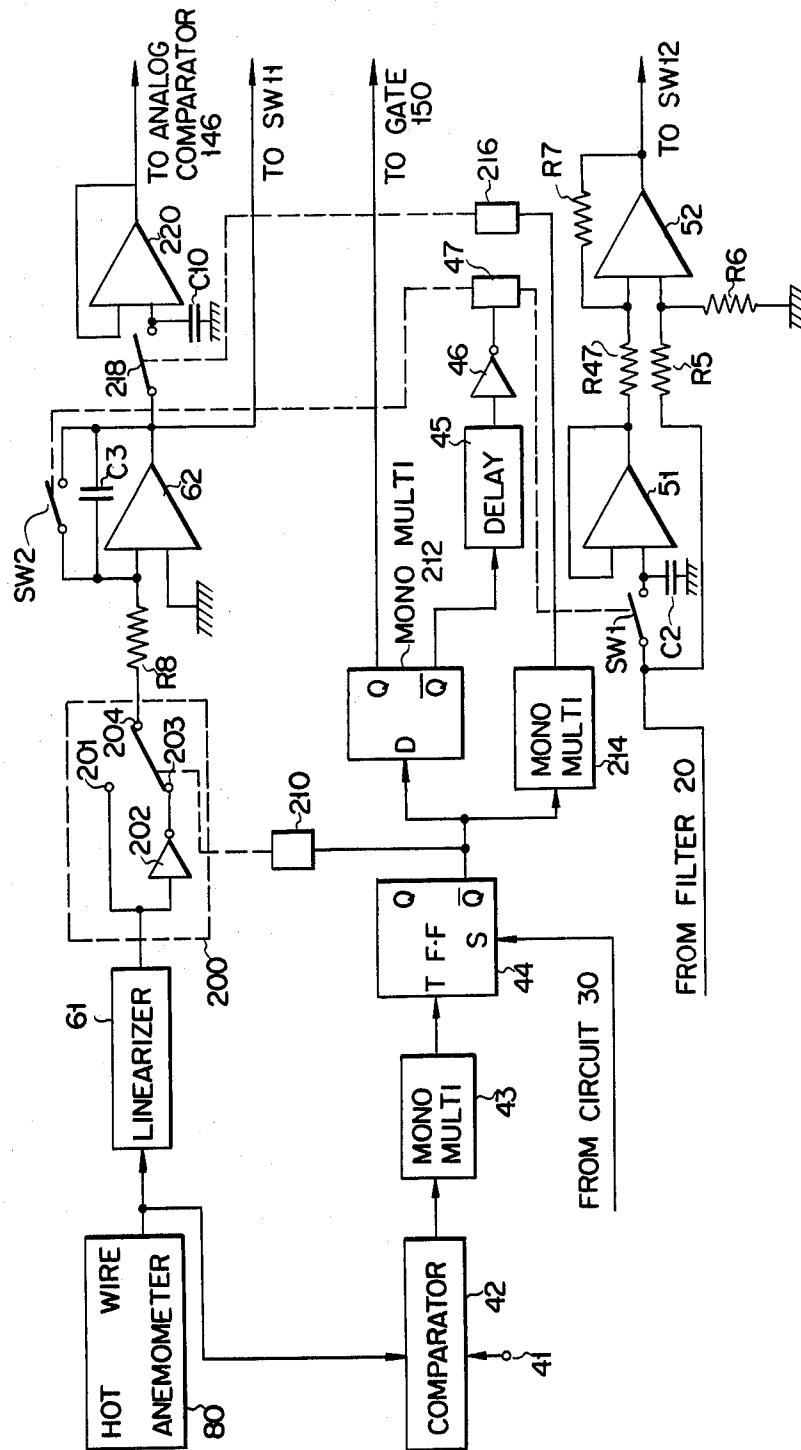 HOT WIRE
ANEMOMETER
80
LINEARIZER
61
200
201
202
203
204
210
R8
SW2
C3
62
218
C10
220
TO ANALOG
COMPARATOR
146
TO SW11
TO GATE
150
COMPARATOR
42
41
MONO
MULTI
43
T F·F
Q
Q̅
S
44
FROM CIRCUIT 30
D
Q
Q̅
MONO MULTI
212
MONO
MULTI
214
DELAY
45
46
47
216
FROM FILTER 20
SW1
C2
51
R47
R5
R7
52
R6
TO SW12